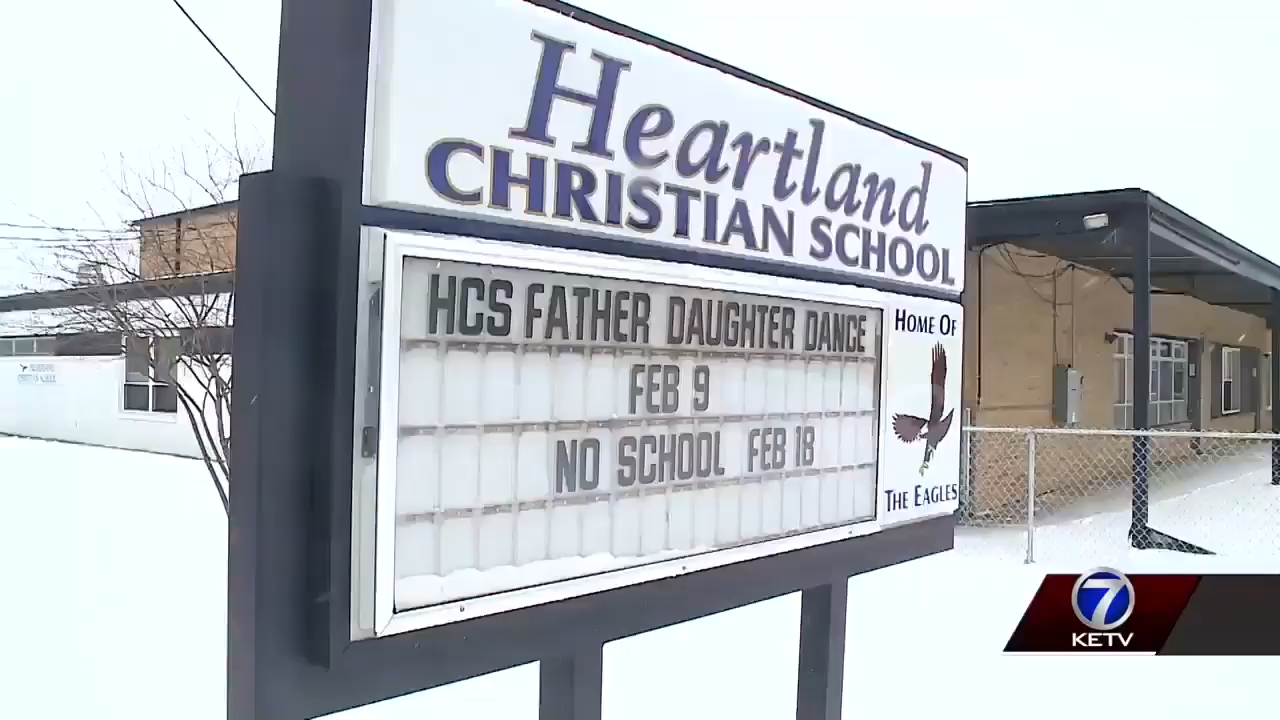 Heartland
CHRISTIAN SCHOOL
HCS FATHER DAUGHTER DANCE
FEB 9
NO SCHOOL FEB 18
HOME OF
THE EAGLES
7
KETV